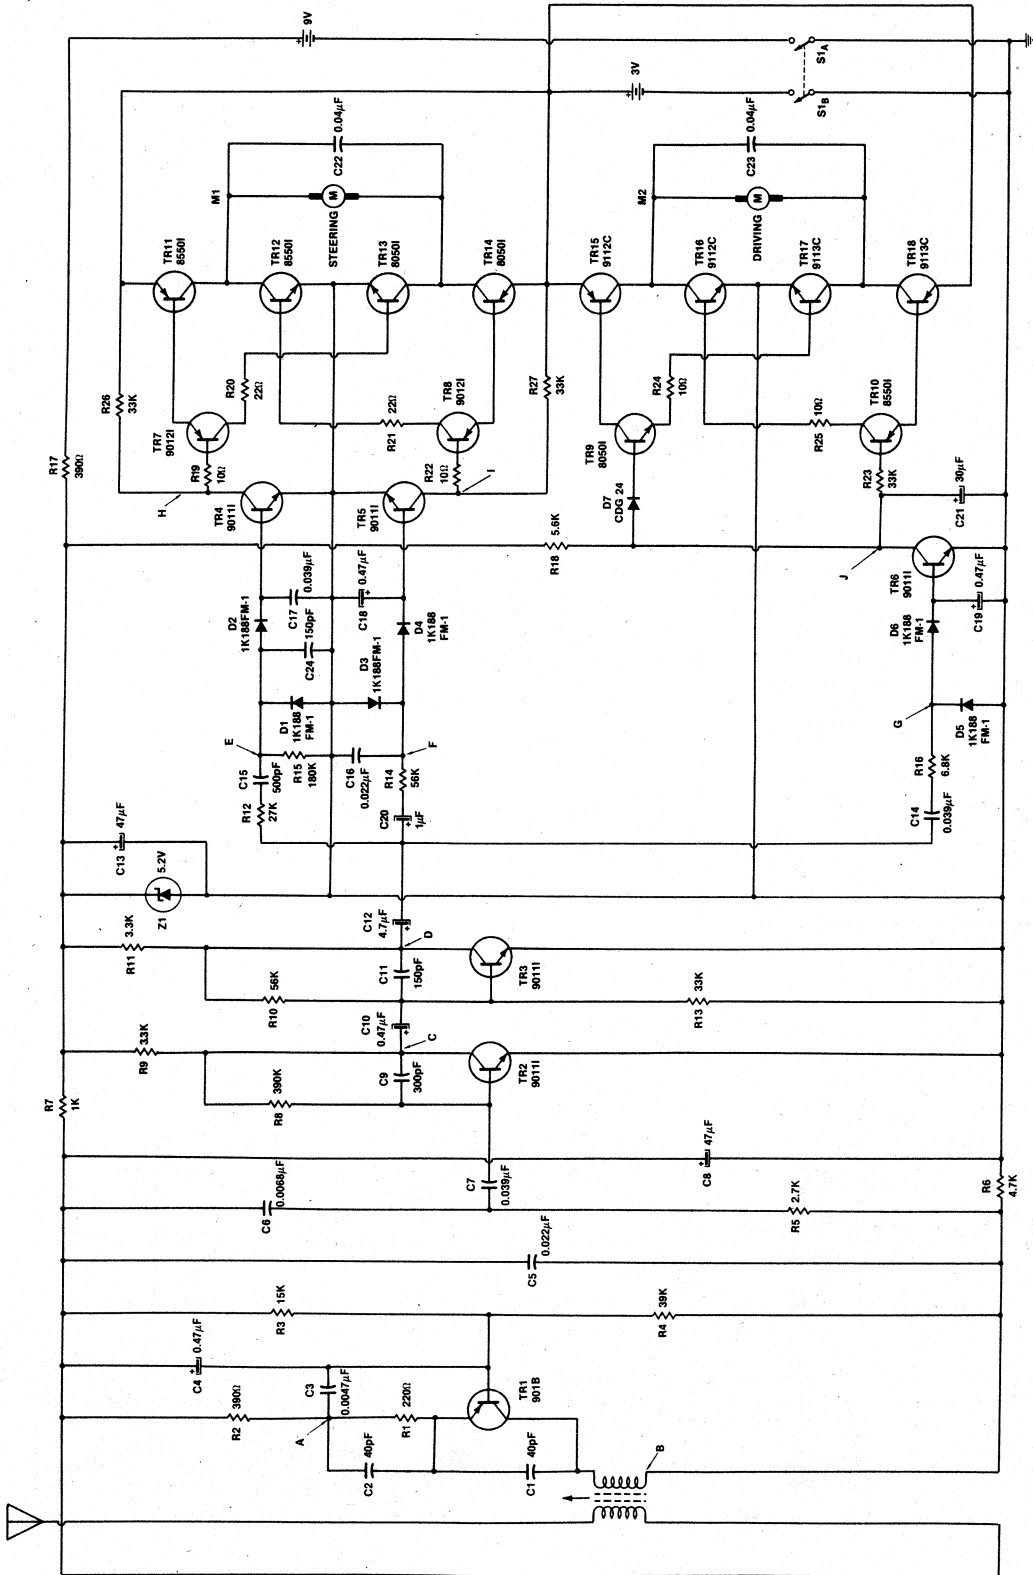 9V
S1A
3V
S1B
0.04µF
C22
M1
M
STEERING
0.04µF
C23
M2
M
DRIVING
TR11
8550I
TR12
8550I
TR13
8050I
TR14
8050I
TR15
9112C
TR16
9112C
TR17
9113C
TR18
9113C
R26
33K
R20
22Ω
R21
22Ω
TR8
9012I
R27
33K
R24
10Ω
R25
10Ω
TR10
8550I
TR7
9012I
R17
390Ω
R19
10Ω
R22
10Ω
I
H
TR9
8050I
R23
33K
TR4
9011I
TR5
9011I
D7
CDG 24
C21
30µF
R18
5.6K
J
TR6
9011I
D2
1K188FM-1
C17
0.039µF
C24
150pF
C18
0.47µF
D3
1K188FM-1
D4
1K188
FM-1
D6
1K188
FM-1
C19
0.47µF
E
D1
1K188
FM-1
C15
500pF
R15
180K
C16
0.022µF
F
R14
56K
R12
27K
C20
1µF
G
D5
1K188
FM-1
R16
6.8K
C14
0.039µF
C13
47µF
Z1
5.2V
R11
3.3K
C12
4.7µF
D
R10
56K
C11
150pF
TR3
9011I
R13
33K
C10
0.47µF
C
R9
3.3K
R8
390K
C9
300pF
TR2
9011I
R7
1K
C8
47µF
C7
0.039µF
C6
0.0068µF
R5
2.7K
R6
4.7K
C5
0.022µF
R3
15K
R4
39K
C4
0.47µF
R2
390Ω
C3
0.0047µF
A
R1
220Ω
TR1
901B
C2
40pF
C1
40pF
B